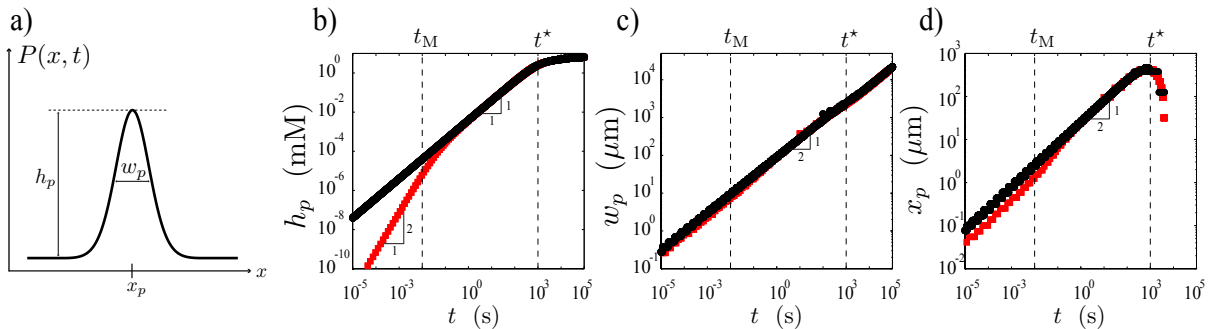 a)
P(x, t)
h_p
w_p
x_p
x
b)
t_M
t⋆
h_p (mM)
10^0
10^-2
10^-4
10^-6
10^-8
10^-10
1
1
2
1
10^-5
10^-3
10^0
10^3
10^5
t (s)
c)
t_M
t⋆
w_p (μm)
10^4
10^3
10^2
10^1
10^0
10^-1
1
2
10^-5
10^-3
10^0
10^3
10^5
t (s)
d)
t_M
t⋆
x_p (μm)
10^3
10^2
10^1
10^0
10^-1
10^-2
1
2
10^-5
10^-3
10^0
10^3
10^5
t (s)